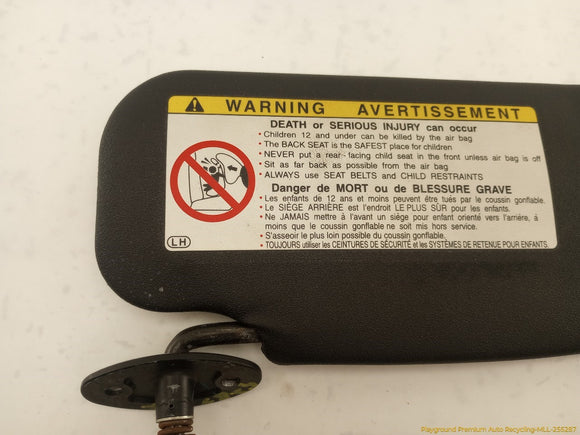 WARNING AVERTISSEMENT
DEATH or SERIOUS INJURY can occur
• Children 12 and under can be killed by the air bag
• The BACK SEAT is the SAFEST place for children
• NEVER put a rear-facing child seat in the front unless air bag is off
• Sit as far back as possible from the air bag
• ALWAYS use SEAT BELTS and CHILD RESTRAINTS
Danger de MORT ou de BLESSURE GRAVE
• Les enfants de 12 ans et moins peuvent être tués par le coussin gonflable.
• Le SIÈGE ARRIÈRE est l'endroit LE PLUS SÛR pour les enfants.
• Ne JAMAIS mettre à l'avant un siège pour enfant orienté vers l'arrière, á
moins que le coussin gonflable ne soit mis hors service.
• S'asseoir le plus loin possible du coussin gonflable.
• TOUJOURS utiliser les CEINTURES DE SÉCURITÉ et les SYSTÈMES DE RETENUE POUR ENFANTS.
LH
Playground Premium Auto Recycling-MLL-255287